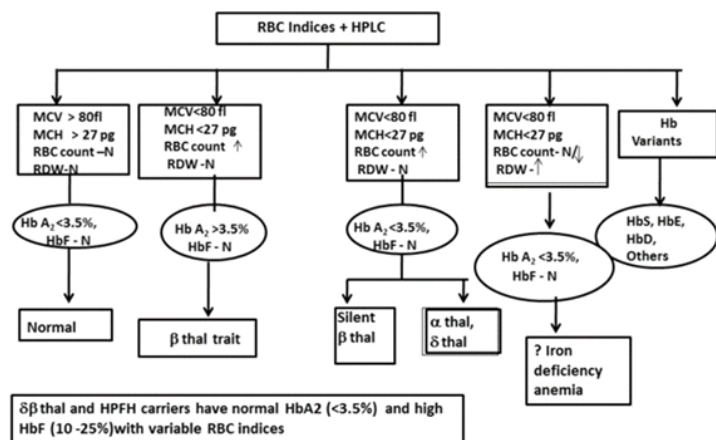 RBC Indices + HPLC
MCV > 80fl
MCH > 27 pg
RBC count –N
RDW-N
MCV<80 fl
MCH <27 pg
RBC count ↑
RDW -N
MCV<80 fl
MCH<27 pg
RBC count↑
RDW - N
MCV<80 fl
MCH<27 pg
RBC count- N/↓
RDW -↑
Hb
Variants
Hb A₂ <3.5%,
HbF - N
Hb A₂ >3.5%
HbF - N
Hb A₂ <3.5%,
HbF - N
Hb A₂ <3.5%,
HbF - N
HbS, HbE,
HbD,
Others
Normal
β thal trait
Silent
β thal
α thal,
δ thal
? Iron
deficiency
anemia
δβ thal and HPFH carriers have normal HbA2 (<3.5%) and high
HbF (10 -25%)with variable RBC indices